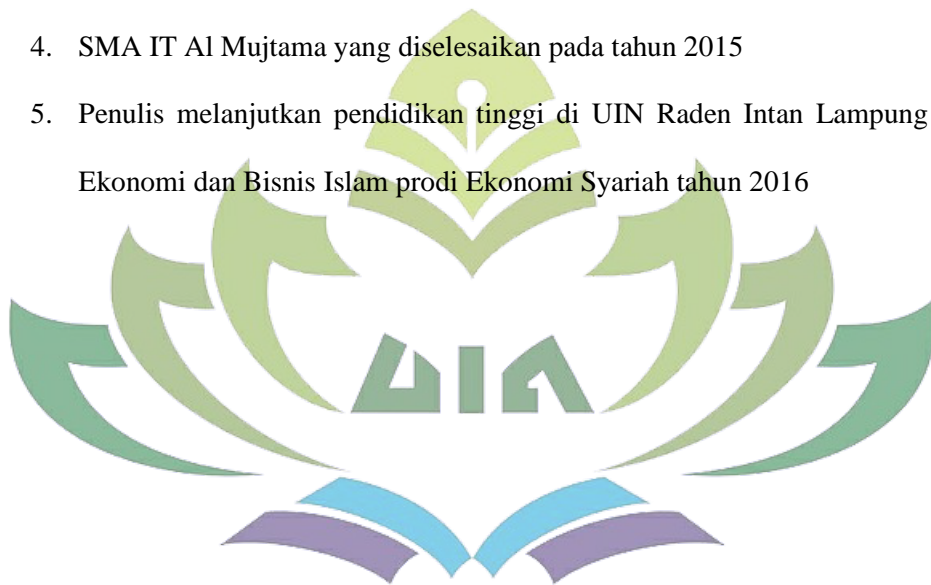 4. SMA IT Al Mujtama yang diselesaikan pada tahun 2015
5. Penulis melanjutkan pendidikan tinggi di UIN Raden Intan Lampung
Ekonomi dan Bisnis Islam prodi Ekonomi Syariah tahun 2016
UIN